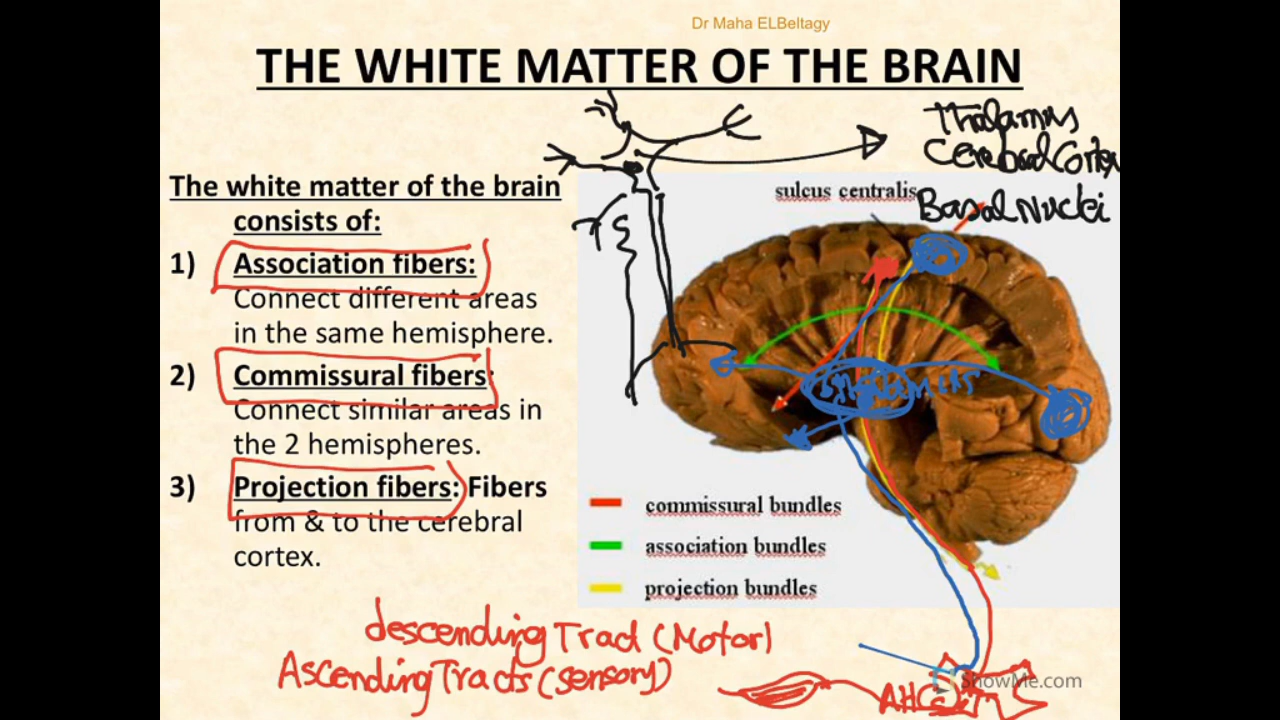 Dr Maha ELBeltagy
THE WHITE MATTER OF THE BRAIN
Thalamus
Cerebral Cortex
Basal Nuclei
The white matter of the brain
consists of:
1) Association fibers:
Connect different areas
in the same hemisphere.
2) Commissural fibers:
Connect similar areas in
the 2 hemispheres.
3) Projection fibers: Fibers
from & to the cerebral
cortex.
sulcus centralis
commissural bundles
association bundles
projection bundles
descending Tract (Motor)
Ascending Tracts (sensory)
AHCs
ShowMe.com